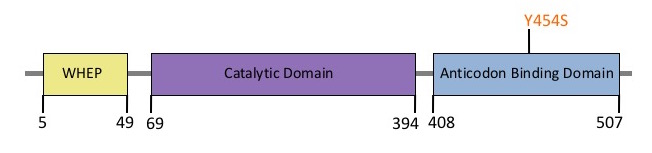 Y454S
WHEP
Catalytic Domain
Anticodon Binding Domain
5
49
69
394
408
507